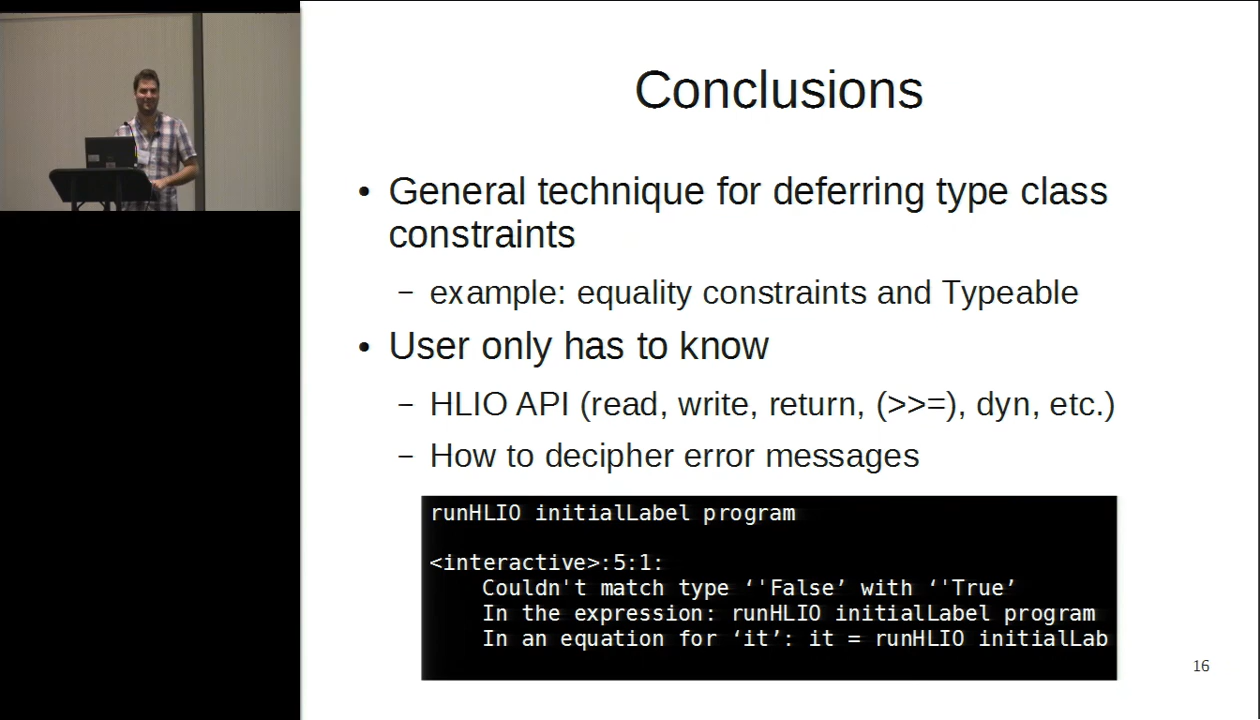 Conclusions
• General technique for deferring type class
constraints
– example: equality constraints and Typeable
• User only has to know
– HLIO API (read, write, return, (>>=), dyn, etc.)
– How to decipher error messages
runHLIO initialLabel program
<interactive>:5:1:
Couldn't match type ‘'False’ with ‘'True’
In the expression: runHLIO initialLabel program
In an equation for ‘it’: it = runHLIO initialLab
16